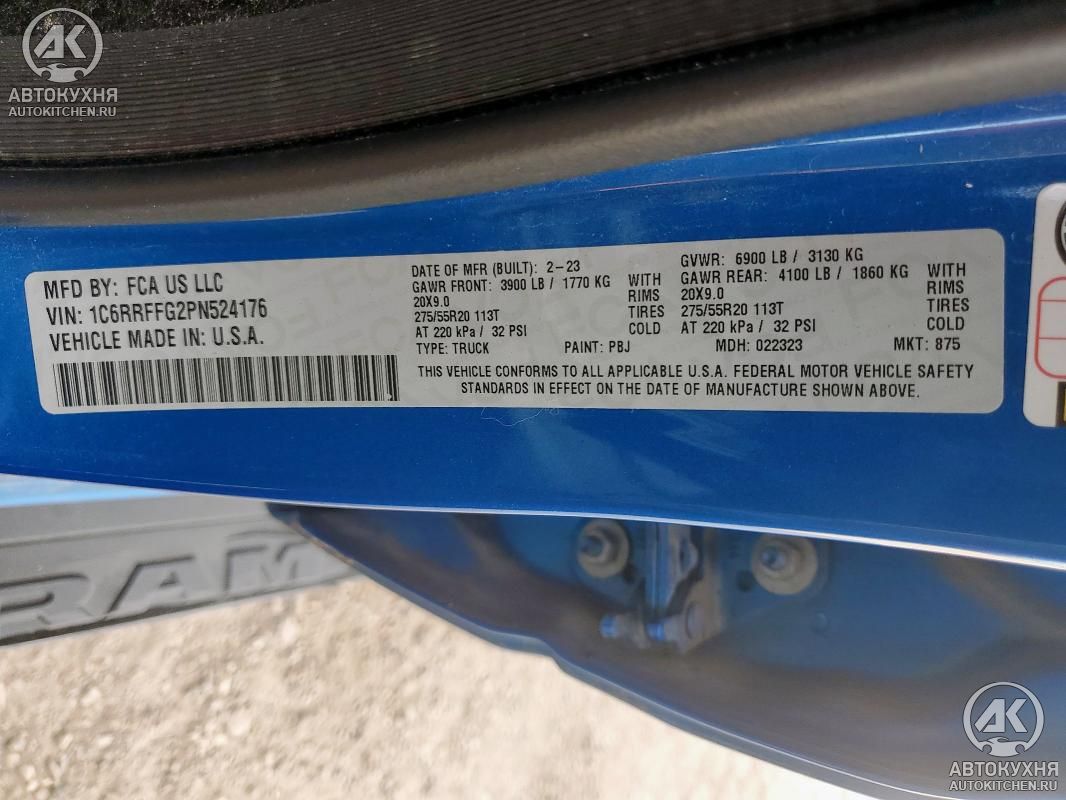 АВТОКУХНЯ
AUTOKITCHEN.RU
MFD BY: FCA US LLC
VIN: 1C6RRFFG2PN524176
VEHICLE MADE IN: U.S.A.
DATE OF MFR (BUILT): 2-23
GAWR FRONT: 3900 LB / 1770 KG WITH
20X9.0 RIMS
275/55R20 113T TIRES
AT 220 kPa / 32 PSI COLD
GVWR: 6900 LB / 3130 KG
GAWR REAR: 4100 LB / 1860 KG WITH
20X9.0 RIMS
275/55R20 113T TIRES
AT 220 kPa / 32 PSI COLD
TYPE: TRUCK PAINT: PBJ MDH: 022323 MKT: 875
THIS VEHICLE CONFORMS TO ALL APPLICABLE U.S.A. FEDERAL MOTOR VEHICLE SAFETY
STANDARDS IN EFFECT ON THE DATE OF MANUFACTURE SHOWN ABOVE.
RAM
АВТОКУХНЯ
AUTOKITCHEN.RU